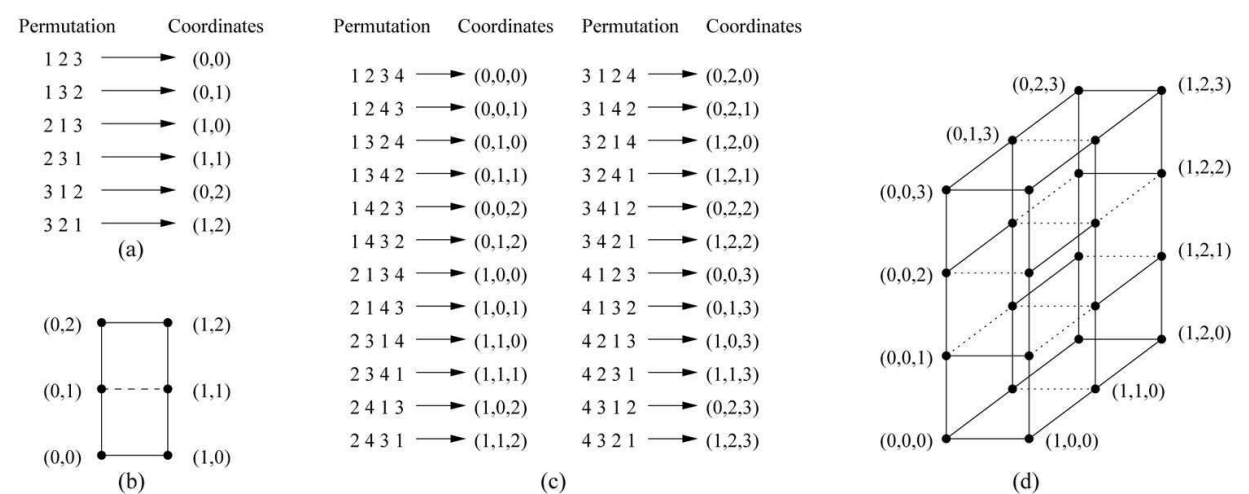 Permutation Coordinates
1 2 3 (0,0)
1 3 2 (0,1)
2 1 3 (1,0)
2 3 1 (1,1)
3 1 2 (0,2)
3 2 1 (1,2)
(a)
(0,2) (1,2)
(0,1) (1,1)
(0,0) (1,0)
(b)
Permutation Coordinates Permutation Coordinates
1 2 3 4 (0,0,0) 3 1 2 4 (0,2,0)
1 2 4 3 (0,0,1) 3 1 4 2 (0,2,1)
1 3 2 4 (0,1,0) 3 2 1 4 (1,2,0)
1 3 4 2 (0,1,1) 3 2 4 1 (1,2,1)
1 4 2 3 (0,0,2) 3 4 1 2 (0,2,2)
1 4 3 2 (0,1,2) 3 4 2 1 (1,2,2)
2 1 3 4 (1,0,0) 4 1 2 3 (0,0,3)
2 1 4 3 (1,0,1) 4 1 3 2 (0,1,3)
2 3 1 4 (1,1,0) 4 2 1 3 (1,0,3)
2 3 4 1 (1,1,1) 4 2 3 1 (1,1,3)
2 4 1 3 (1,0,2) 4 3 1 2 (0,2,3)
2 4 3 1 (1,1,2) 4 3 2 1 (1,2,3)
(c)
(0,2,3) (1,2,3)
(0,1,3)
(1,2,2)
(0,0,3)
(1,2,1)
(0,0,2)
(1,2,0)
(0,0,1)
(1,1,0)
(0,0,0) (1,0,0)
(d)